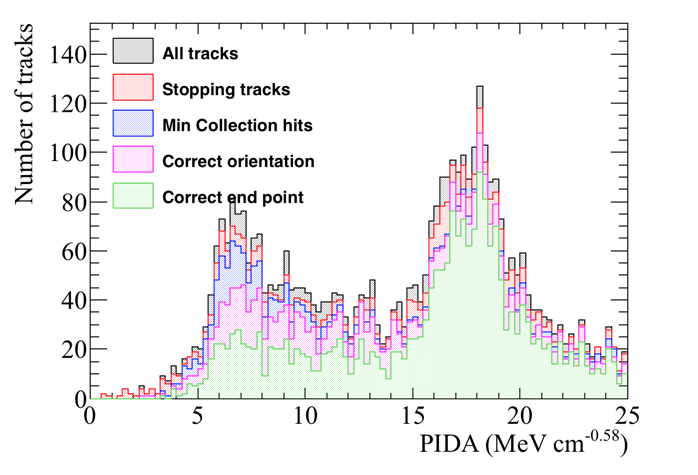 Number of tracks
140
120
100
80
60
40
20
0
All tracks
Stopping tracks
Min Collection hits
Correct orientation
Correct end point
0 5 10 15 20 25
PIDA (MeV cm-0.58)